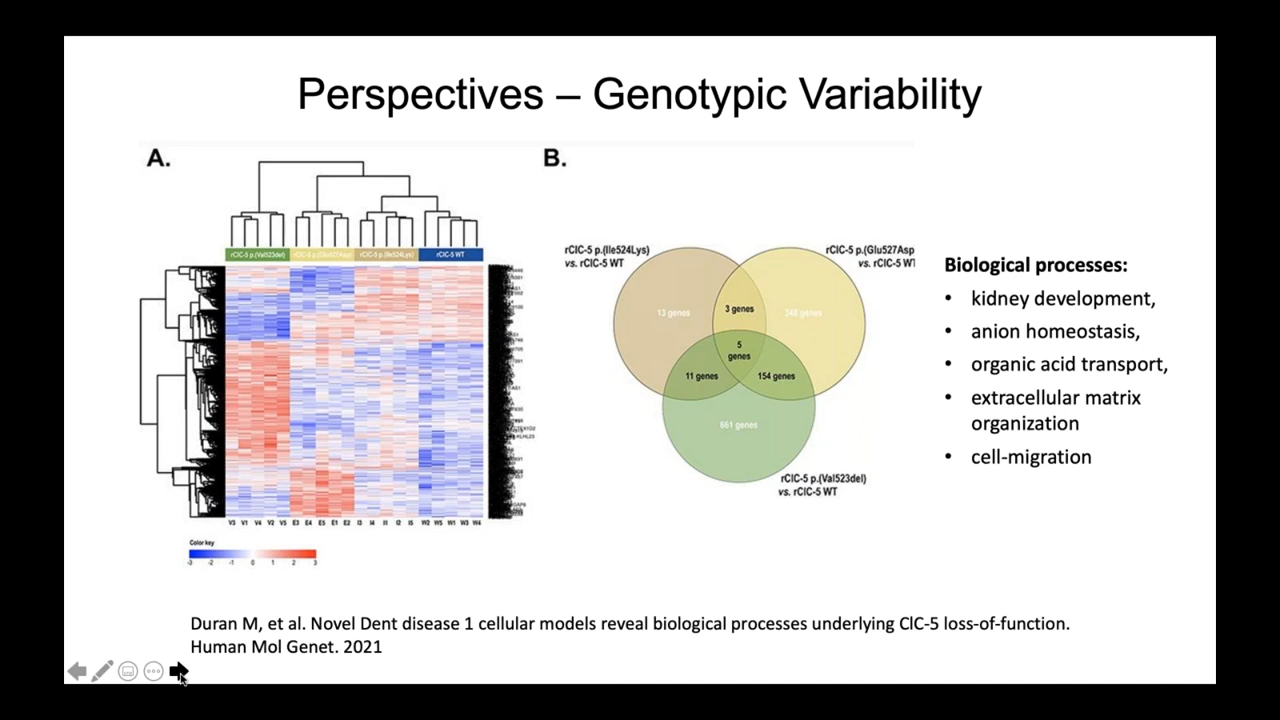 Perspectives – Genotypic Variability
A.
rClC-5 p.(Val523del)
rClC-5 p.(Glu527Asp)
rClC-5 p.(Ile524Lys)
rClC-5 WT
V3 V1 V4 V2 V5 E3 E4 E5 E1 E2 I3 I4 I1 I2 I5 W2 W5 W1 W3 W4
Color key
-3 -2 -1 0 1 2 3
B.
rClC-5 p.(Ile524Lys)
vs. rClC-5 WT
rClC-5 p.(Glu527Asp
vs. rClC-5 WT
13 genes
3 genes
348 genes
5
genes
11 genes
154 genes
661 genes
rClC-5 p.(Val523del)
vs. rClC-5 WT
Biological processes:
• kidney development,
• anion homeostasis,
• organic acid transport,
• extracellular matrix
organization
• cell-migration
Duran M, et al. Novel Dent disease 1 cellular models reveal biological processes underlying ClC-5 loss-of-function.
Human Mol Genet. 2021